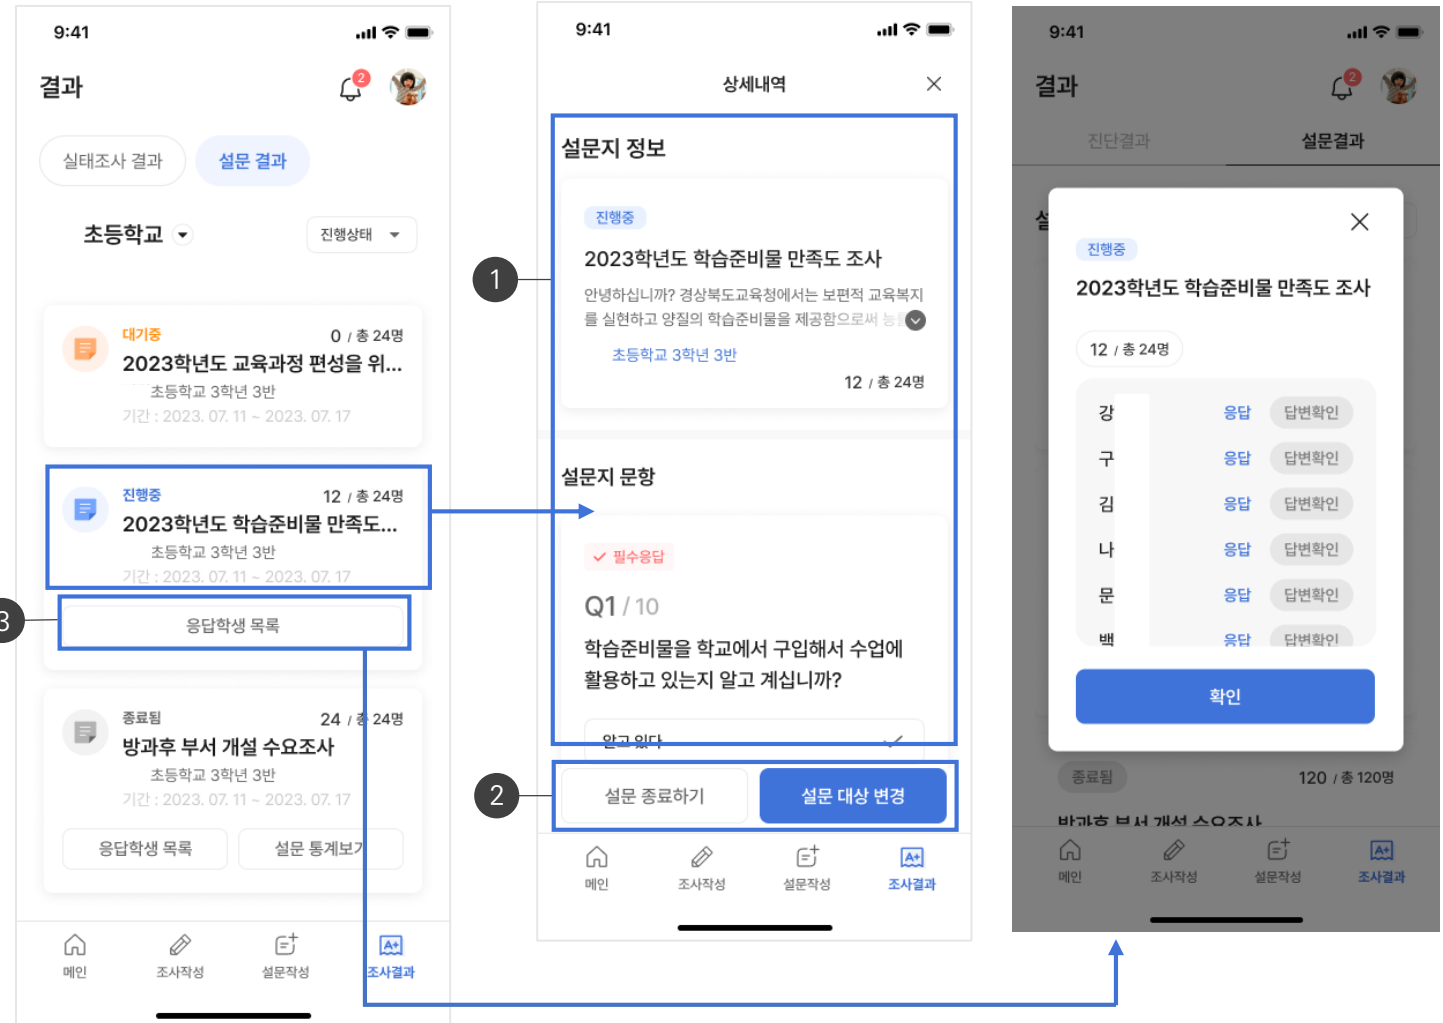 9:41
결과
2
실태조사 결과
설문 결과
초등학교
진행상태
대기중
0 / 총 24명
2023학년도 교육과정 편성을 위...
초등학교 3학년 3반
기간 : 2023. 07. 11 ~ 2023. 07. 17
진행중
12 / 총 24명
2023학년도 학습준비물 만족도...
초등학교 3학년 3반
기간 : 2023. 07. 11 ~ 2023. 07. 17
3
응답학생 목록
종료됨
24 / 총 24명
방과후 부서 개설 수요조사
초등학교 3학년 3반
기간 : 2023. 07. 11 ~ 2023. 07. 17
응답학생 목록
설문 통계보기
메인
조사작성
설문작성
A+
조사결과
9:41
상세내역
설문지 정보
1
진행중
2023학년도 학습준비물 만족도 조사
안녕하십니까? 경상북도교육청에서는 보편적 교육복지
를 실현하고 양질의 학습준비물을 제공함으로써
초등학교 3학년 3반
12 / 총 24명
설문지 문항
필수응답
Q1 / 10
학습준비물을 학교에서 구입해서 수업에
활용하고 있는지 알고 계십니까?
알고 있다
2
설문 종료하기
설문 대상 변경
메인
조사작성
설문작성
A+
조사결과
9:41
결과
2
진단결과
설문결과
진행중
2023학년도 학습준비물 만족도 조사
12 / 총 24명
강 응답 답변확인
구 응답 답변확인
김 응답 답변확인
나 응답 답변확인
문 응답 답변확인
백 응답 답변확인
확인
종료됨
120 / 총 120명
방과후 부서 개설 수요조사
메인
조사작성
설문작성
A+
조사결과